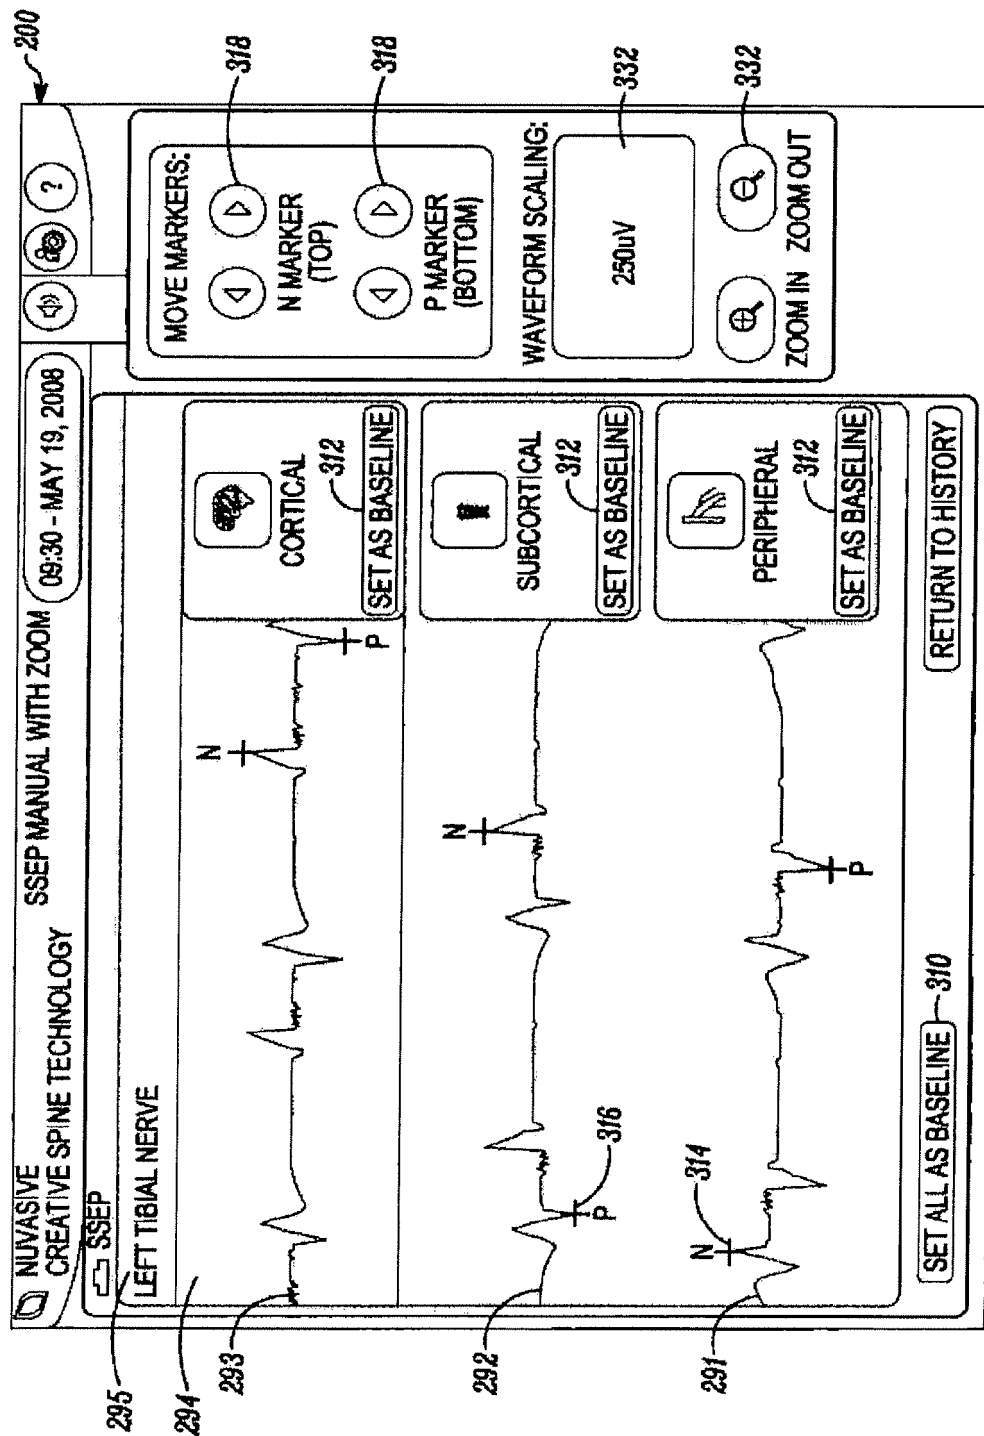 200
NUVASIVE
CREATIVE SPINE TECHNOLOGY
SSEP MANUAL WITH ZOOM
09:30 - MAY 19, 2008
?
SSEP
295
LEFT TIBIAL NERVE
294
293
N
P
CORTICAL
312
SET AS BASELINE
292
P
316
N
SUBCORTICAL
312
SET AS BASELINE
291
N
314
P
PERIPHERAL
312
SET AS BASELINE
SET ALL AS BASELINE
310
RETURN TO HISTORY
MOVE MARKERS:
318
N MARKER
(TOP)
318
P MARKER
(BOTTOM)
WAVEFORM SCALING:
250uV
332
332
ZOOM IN
ZOOM OUT